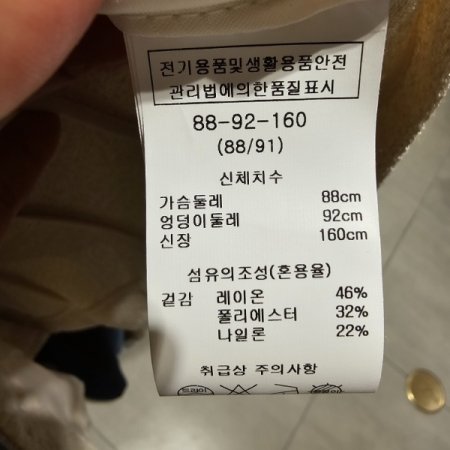 전기용품및생활용품안전
관리법에의한품질표시
88-92-160
(88/91)
신체치수
가슴둘레 88cm
엉덩이둘레 92cm
신장 160cm
섬유의조성(혼용율)
겉감 레이온 46%
폴리에스터 32%
나일론 22%
취급상 주의사항
드라이